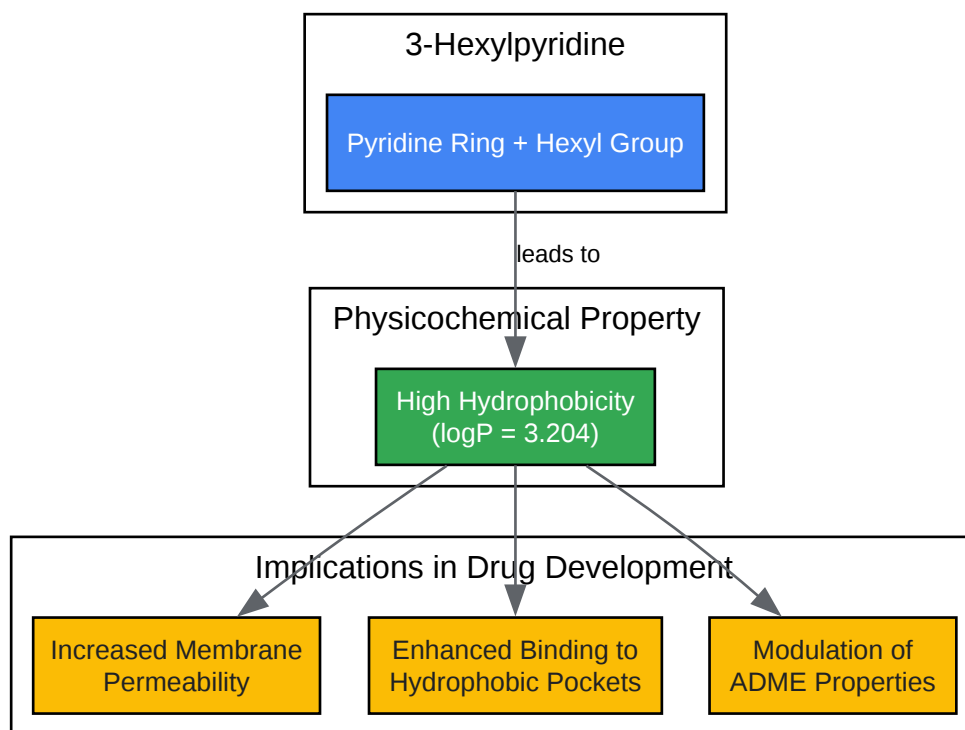 3-Hexylpyridine
Pyridine Ring + Hexyl Group
leads to
Physicochemical Property
High Hydrophobicity
(logP = 3.204)
Implications in Drug Development
Increased Membrane
Permeability
Enhanced Binding to
Hydrophobic Pockets
Modulation of
ADME Properties